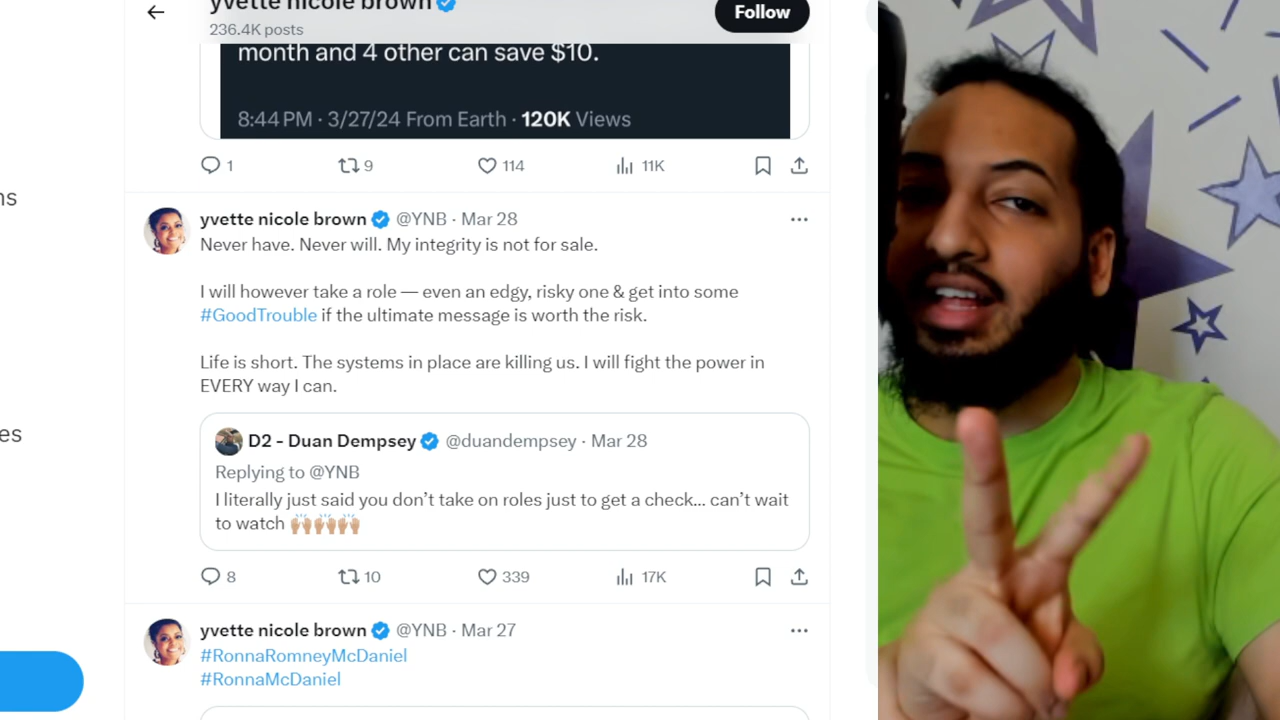 yvette nicole brown
236.4K posts
Follow
month and 4 other can save $10.
8:44 PM · 3/27/24 From Earth · 120K Views
1 9 114 11K
yvette nicole brown @YNB · Mar 28
Never have. Never will. My integrity is not for sale.
I will however take a role — even an edgy, risky one & get into some
#GoodTrouble if the ultimate message is worth the risk.
Life is short. The systems in place are killing us. I will fight the power in
EVERY way I can.
D2 - Duan Dempsey @duandempsey · Mar 28
Replying to @YNB
I literally just said you don’t take on roles just to get a check... can’t wait
to watch 🙌🏽🙌🏽🙌🏽
8 10 339 17K
yvette nicole brown @YNB · Mar 27
#RonnaRomneyMcDaniel
#RonnaMcDaniel